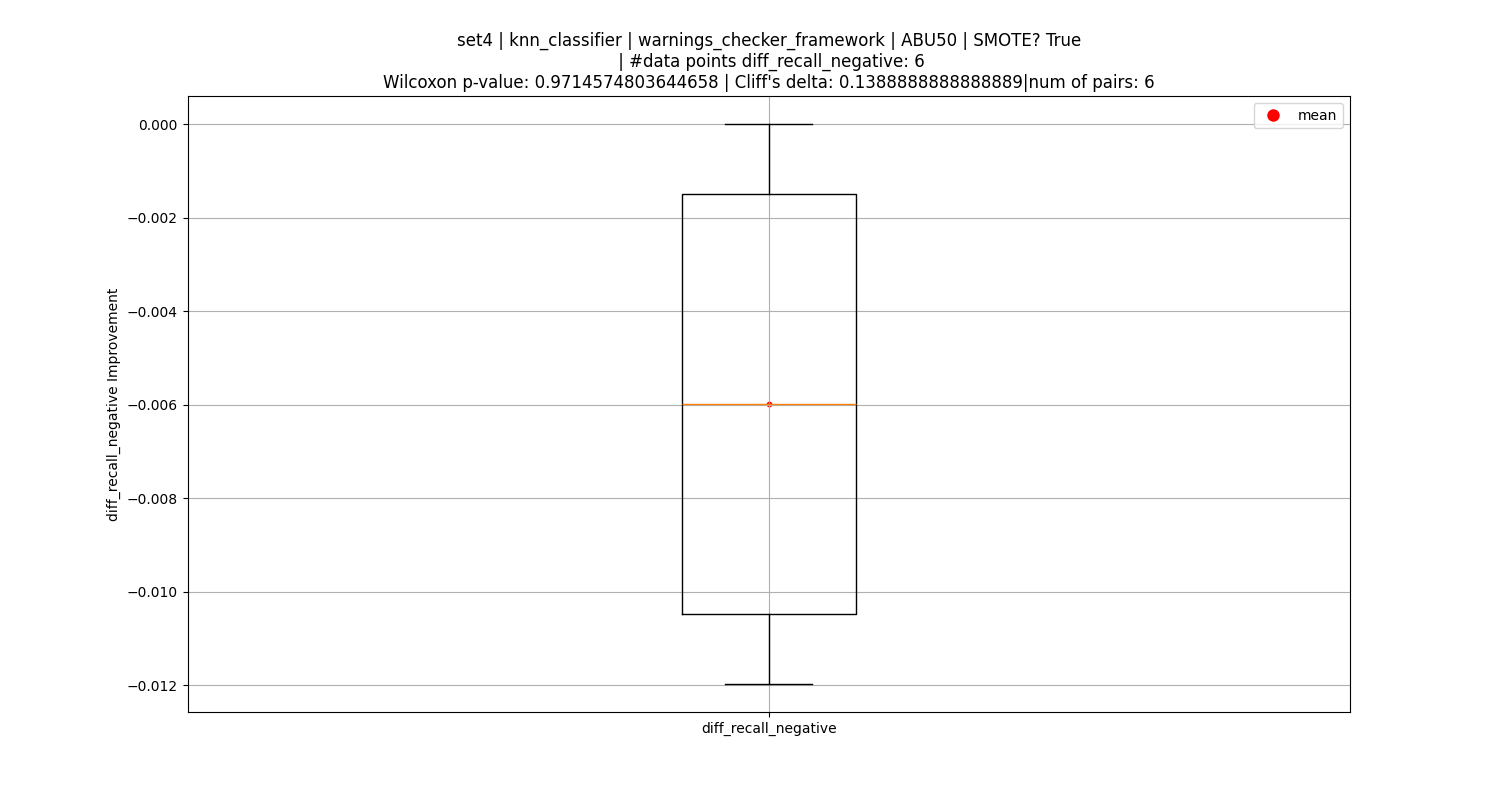 set4 | knn_classifier | warnings_checker_framework | ABU50 | SMOTE? True
| #data points diff_recall_negative: 6
Wilcoxon p-value: 0.9714574803644658 | Cliff's delta: 0.1388888888888889|num of pairs: 6
mean
0.000
−0.002
−0.004
−0.006
−0.008
−0.010
−0.012
diff_recall_negative Improvement
diff_recall_negative